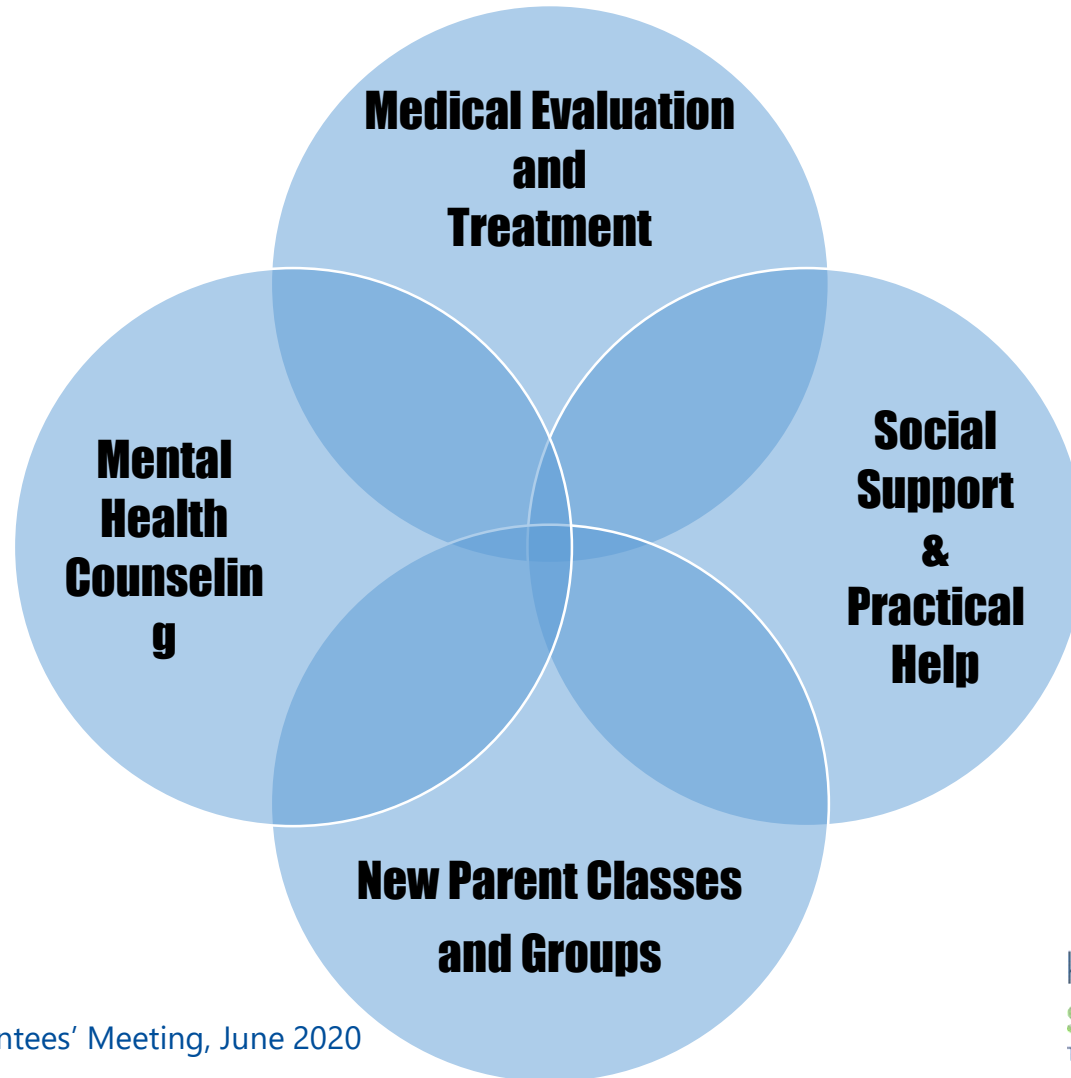 Medical Evaluation
and
Treatment
Mental
Health
Counselin
g
Social
Support
&
Practical
Help
New Parent Classes
and Groups
Meeting, June 2020